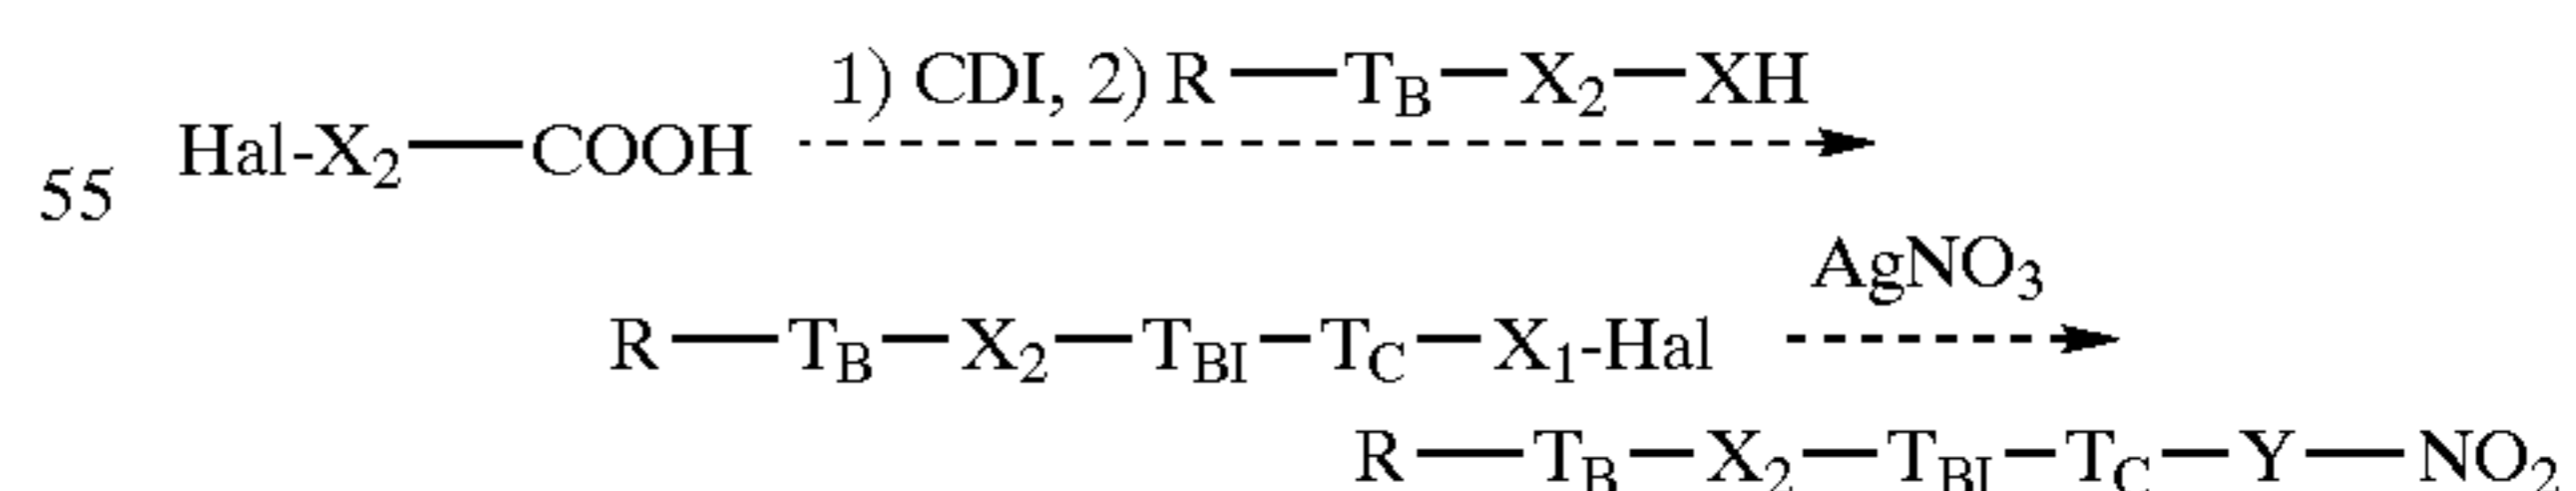 1) CDI, 2) R—T_B—X_2—XH
55 Hal-X_2—COOH
AgNO_3
R—T_B—X_2—T_BI—T_C—X_1-Hal
R—T_B—X_2—T_BI—T_C—Y—NO_2